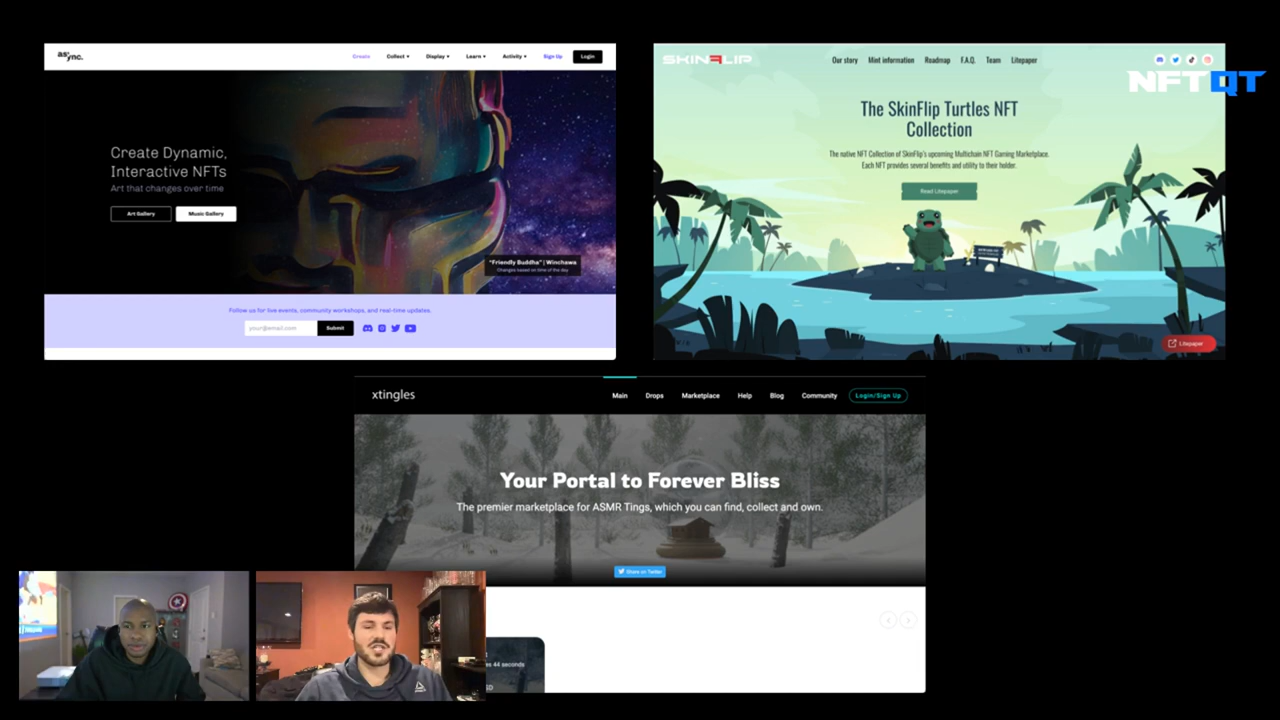 async.
Create
Collect
Display
Learn
Activity
Sign Up
Login
Create Dynamic,
Interactive NFTs
Art that changes over time
Art Gallery
Music Gallery
"Friendly Buddha" | Winchawa
Changes based on time of the day
Follow us for live events, community workshops, and real-time updates.
your@email.com
Submit
SKINFLIP
Our story
Mint information
Roadmap
F.A.Q.
Team
Litepaper
NFTQT
The SkinFlip Turtles NFT
Collection
The native NFT Collection of SkinFlip's upcoming Multichain NFT Gaming Marketplace.
Each NFT provides several benefits and utility to their holder.
Read Litepaper
Litepaper
xtingles
Main
Drops
Marketplace
Help
Blog
Community
Login/Sign Up
Your Portal to Forever Bliss
The premier marketplace for ASMR Tings, which you can find, collect and own.
Share on Twitter
44 seconds